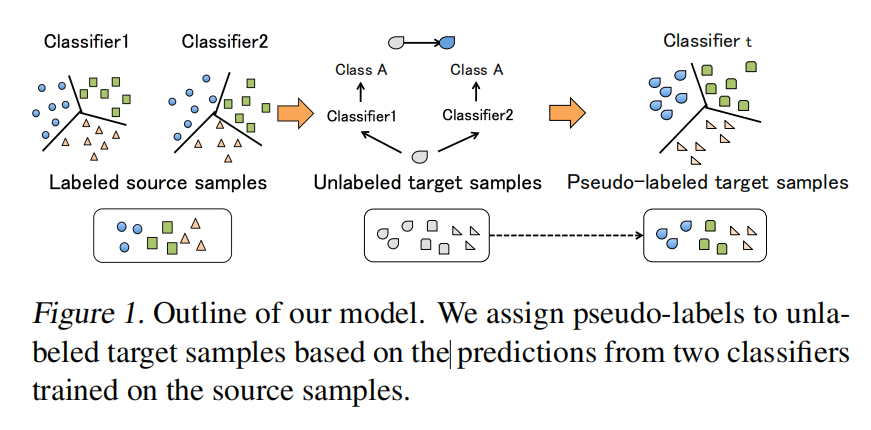 Classifier1
Classifier2
Classifier t
Class A
Class A
Classifier1
Classifier2
Labeled source samples
Unlabeled target samples
Pseudo-labeled target samples
Figure 1. Outline of our model. We assign pseudo-labels to unla-
beled target samples based on the predictions from two classifiers
trained on the source samples.